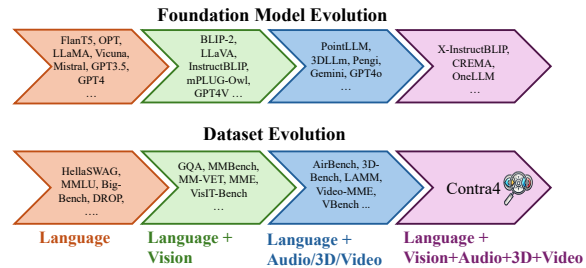 Foundation Model Evolution
FlanT5, OPT,
LLaMA, Vicuna,
Mistral, GPT3.5,
GPT4
…
BLIP-2,
LLaVA,
InstructBLIP,
mPLUG-Owl,
GPT4V …
PointLLM,
3DLLm, Pengi,
Gemini, GPT4o
…
X-InstructBLIP,
CREMA,
OneLLM
…
Dataset Evolution
HellaSWAG,
MMLU, Big-
Bench, DROP,
….
GQA, MMBench,
MM-VET, MME,
VisIT-Bench
…
AirBench, 3D-
Bench, LAMM,
Video-MME,
VBench ...
Contra4
Language
Language +
Vision
Language +
Audio/3D/Video
Language +
Vision+Audio+3D+Video